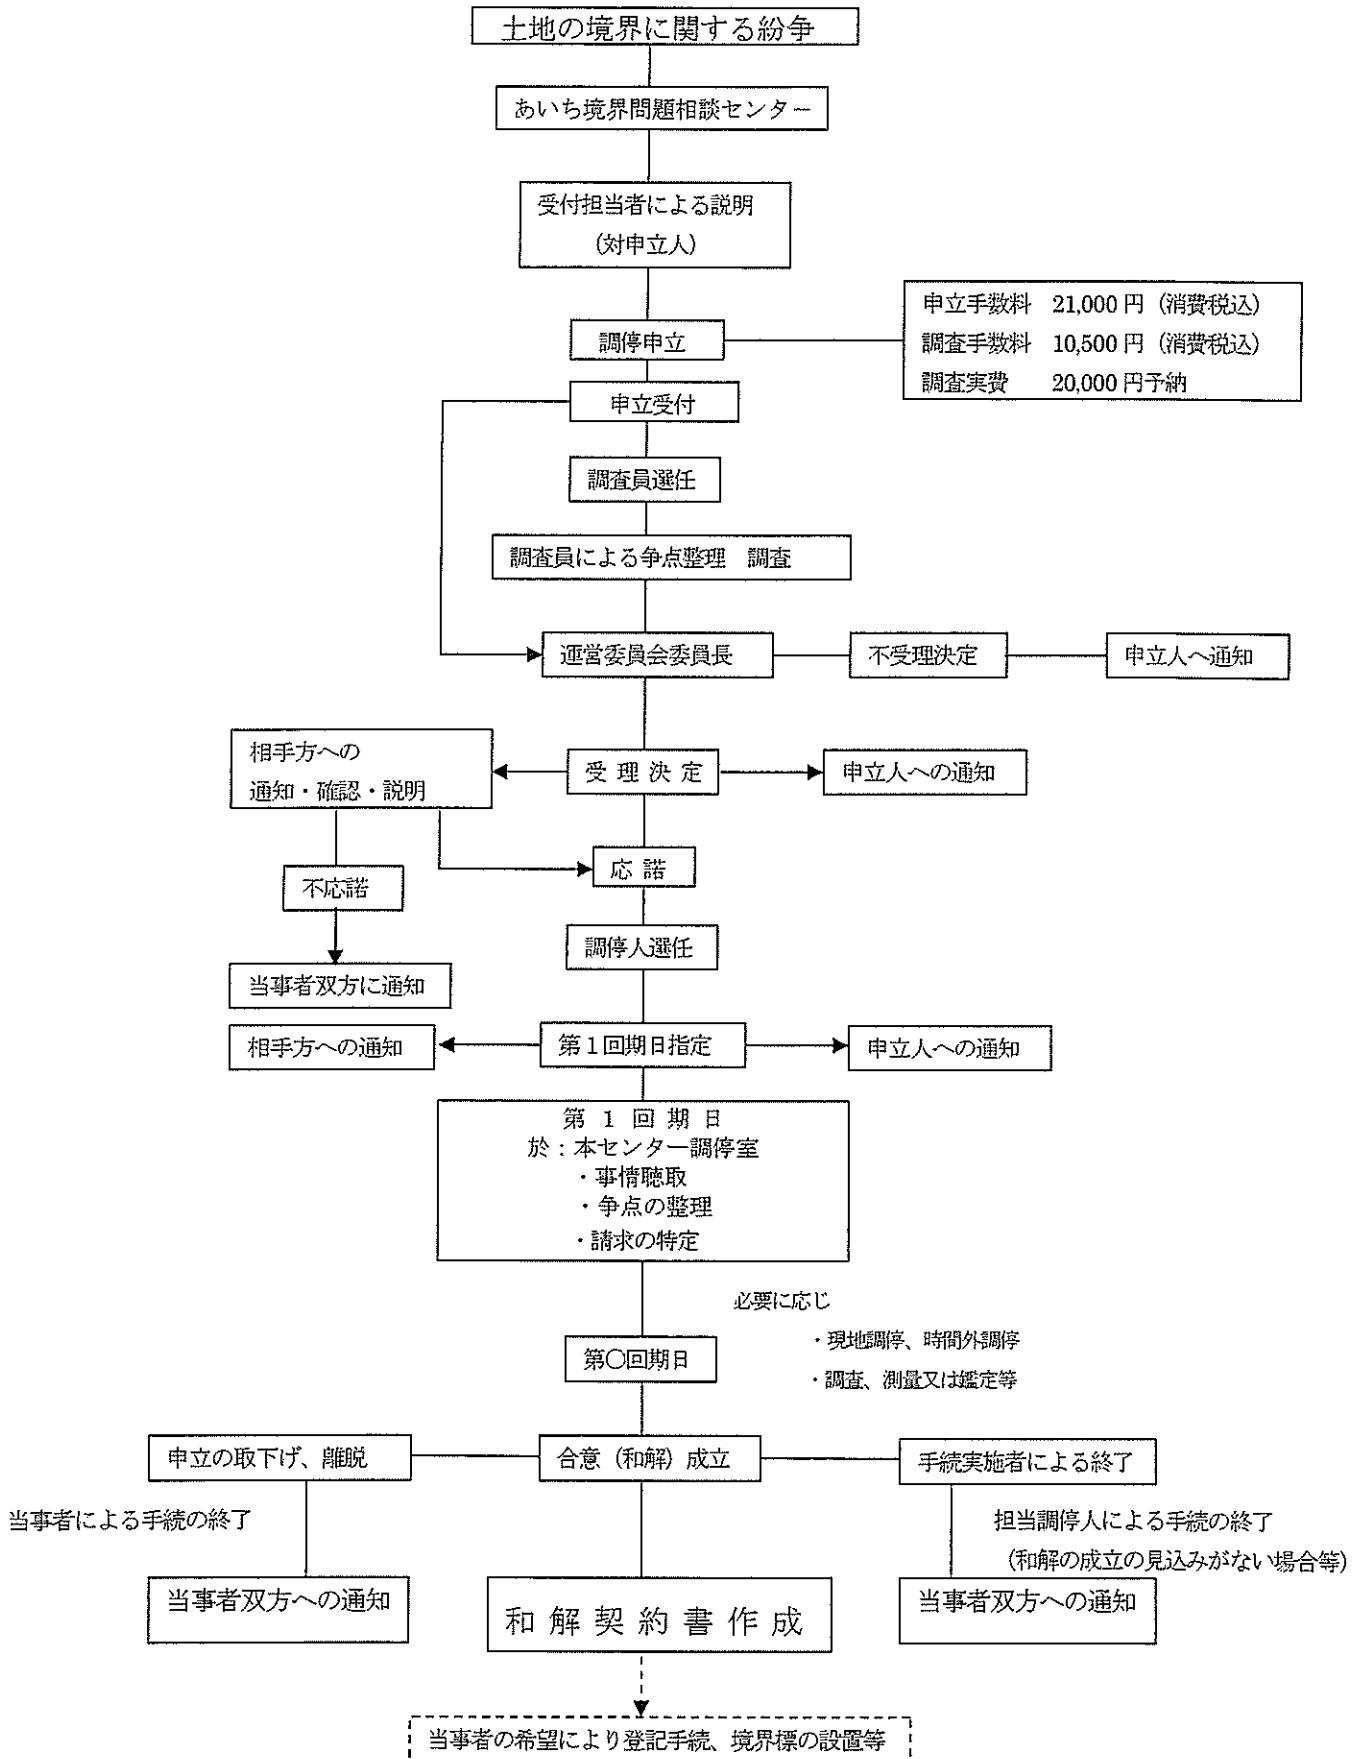 土地の境界に関する紛争
あいち境界問題相談センター
受付担当者による説明
（対申立人）
調停申立
申立手数料　21,000 円（消費税込）
調査手数料　10,500 円（消費税込）
調査実費　20,000 円予納
申立受付
調査員選任
調査員による争点整理　調査
運営委員会委員長
不受理決定
申立人へ通知
相手方への
通知・確認・説明
受 理 決 定
申立人への通知
応 諾
不応諾
調停人選任
当事者双方に通知
相手方への通知
第１回期日指定
申立人への通知
第 １ 回 期 日
於：本センター調停室
・事情聴取
・争点の整理
・請求の特定
必要に応じ
・現地調停、時間外調停
・調査、測量又は鑑定等
第〇回期日
申立の取下げ、離脱
合意（和解）成立
手続実施者による終了
当事者による手続の終了
担当調停人による手続の終了
（和解の成立の見込みがない場合等）
当事者双方への通知
和 解 契 約 書 作 成
当事者双方への通知
当事者の希望により登記手続、境界標の設置等